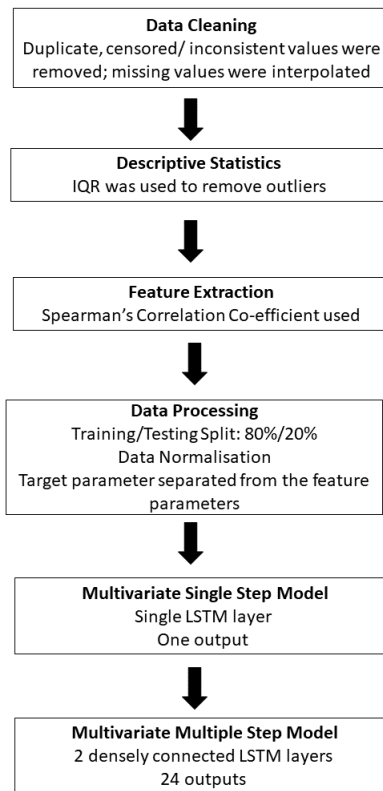 Data Cleaning
Duplicate, censored/ inconsistent values were
removed; missing values were interpolated
Descriptive Statistics
IQR was used to remove outliers
Feature Extraction
Spearman's Correlation Co-efficient used
Data Processing
Training/Testing Split: 80%/20%
Data Normalisation
Target parameter separated from the feature
parameters
Multivariate Single Step Model
Single LSTM layer
One output
Multivariate Multiple Step Model
2 densely connected LSTM layers
24 outputs